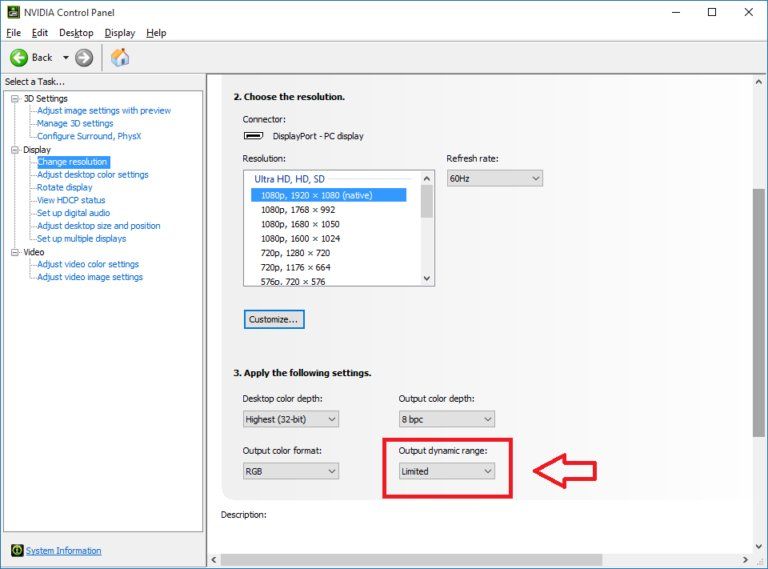 NVIDIA Control Panel
File Edit Desktop Display Help
Back
Select a Task...
3D Settings
Adjust image settings with preview
Manage 3D settings
Configure Surround, PhysX
Display
Change resolution
Adjust desktop color settings
Rotate display
View HDCP status
Set up digital audio
Adjust desktop size and position
Set up multiple displays
Video
Adjust video color settings
Adjust video image settings
System Information
2. Choose the resolution.
Connector:
DisplayPort - PC display
Resolution:
Refresh rate:
Ultra HD, HD, SD
60Hz
1080p, 1920 × 1080 (native)
1080p, 1768 × 992
1080p, 1680 × 1050
1080p, 1600 × 1024
720p, 1280 × 720
720p, 1176 × 664
576p, 720 × 576
Customize...
3. Apply the following settings.
Desktop color depth:
Output color depth:
Highest (32-bit)
8 bpc
Output color format:
Output dynamic range:
RGB
Limited
Description: